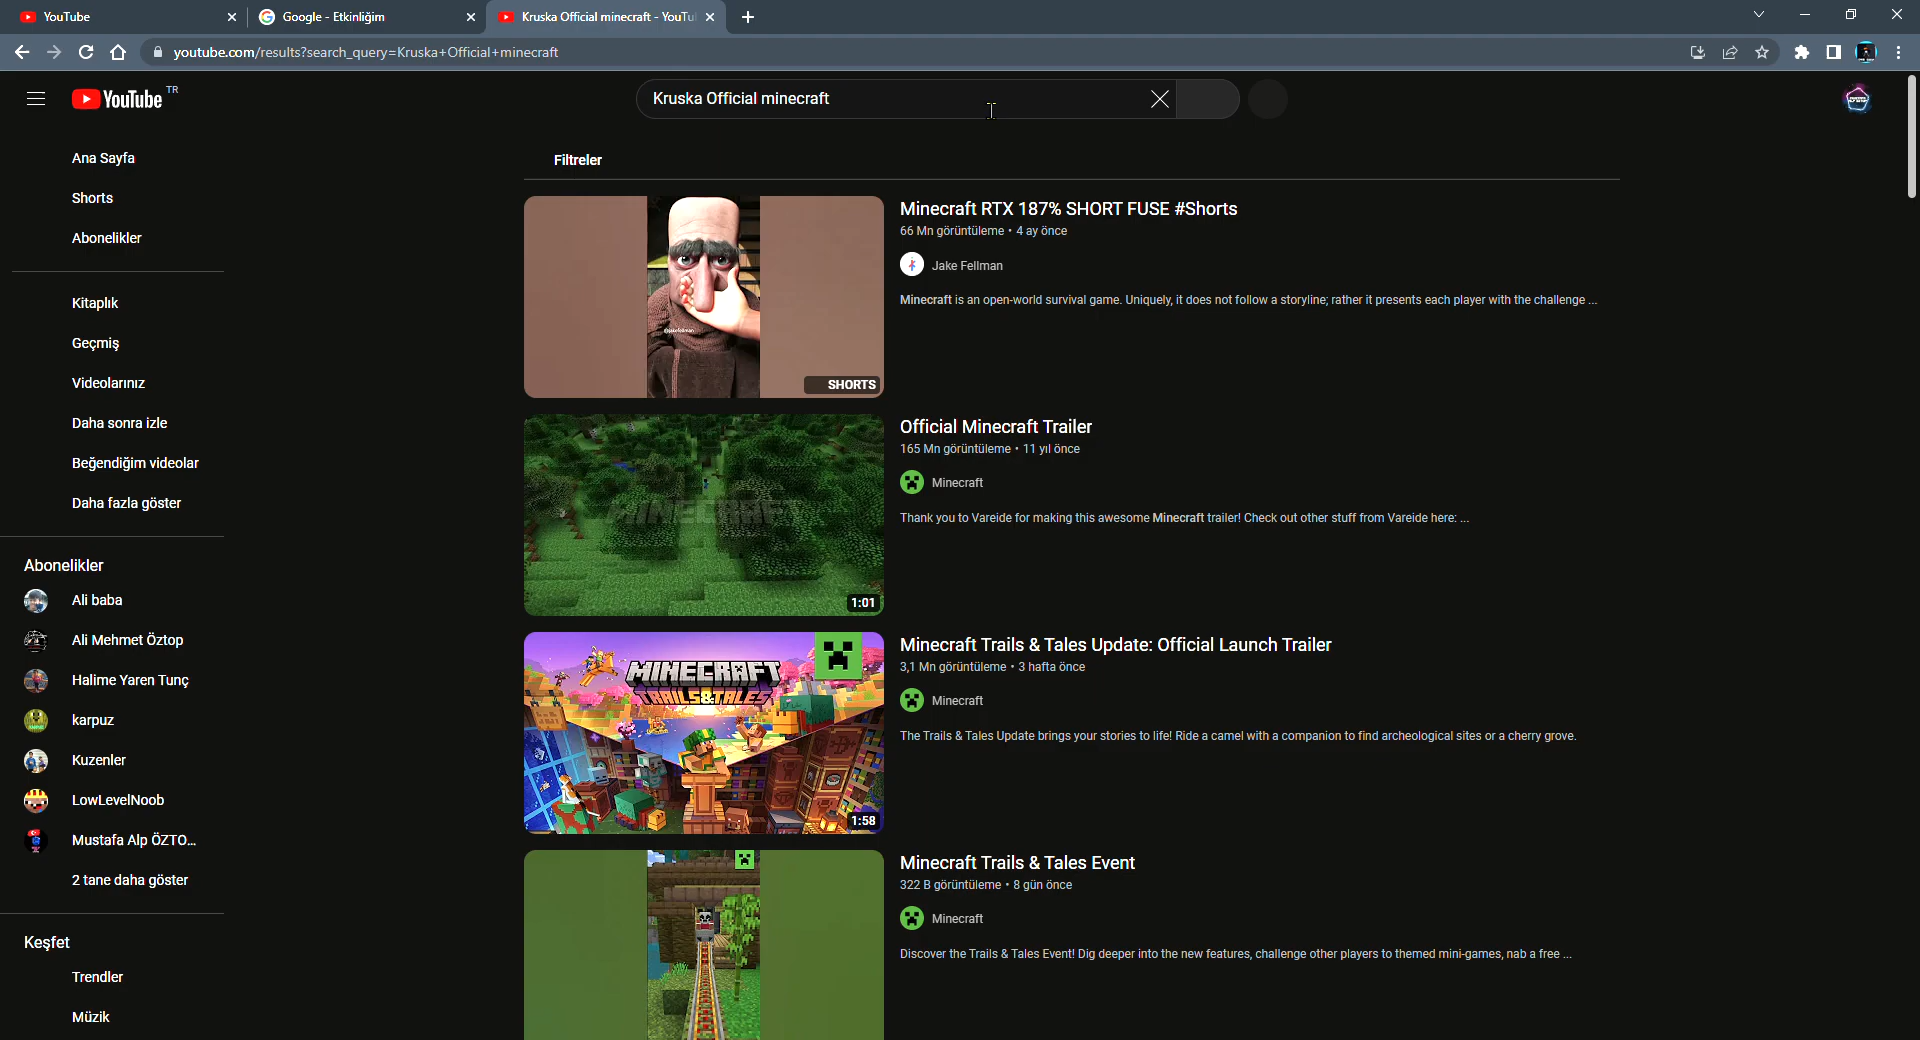 YouTube
Google - Etkinliğim
Kruska Official minecraft - YouTu
youtube.com/results?search_query=Kruska+Official+minecraft
YouTube TR
Kruska Official minecraft
Ana Sayfa
Shorts
Abonelikler
Kitaplık
Geçmiş
Videolarınız
Daha sonra izle
Beğendiğim videolar
Daha fazla göster
Abonelikler
Ali baba
Ali Mehmet Öztop
Halime Yaren Tunç
karpuz
Kuzenler
LowLevelNoob
Mustafa Alp ÖZTO...
2 tane daha göster
Keşfet
Trendler
Müzik
Filtreler
@jakefellman
SHORTS
Minecraft RTX 187% SHORT FUSE #Shorts
66 Mn görüntüleme • 4 ay önce
Jake Fellman
Minecraft is an open-world survival game. Uniquely, it does not follow a storyline; rather it presents each player with the challenge ...
MINECRAFT
1:01
Official Minecraft Trailer
165 Mn görüntüleme • 11 yıl önce
Minecraft
Thank you to Vareide for making this awesome Minecraft trailer! Check out other stuff from Vareide here: ...
MINECRAFT
TRAILS & TALES
1:58
Minecraft Trails & Tales Update: Official Launch Trailer
3,1 Mn görüntüleme • 3 hafta önce
Minecraft
The Trails & Tales Update brings your stories to life! Ride a camel with a companion to find archeological sites or a cherry grove.
Minecraft Trails & Tales Event
322 B görüntüleme • 8 gün önce
Minecraft
Discover the Trails & Tales Event! Dig deeper into the new features, challenge other players to themed mini-games, nab a free ...